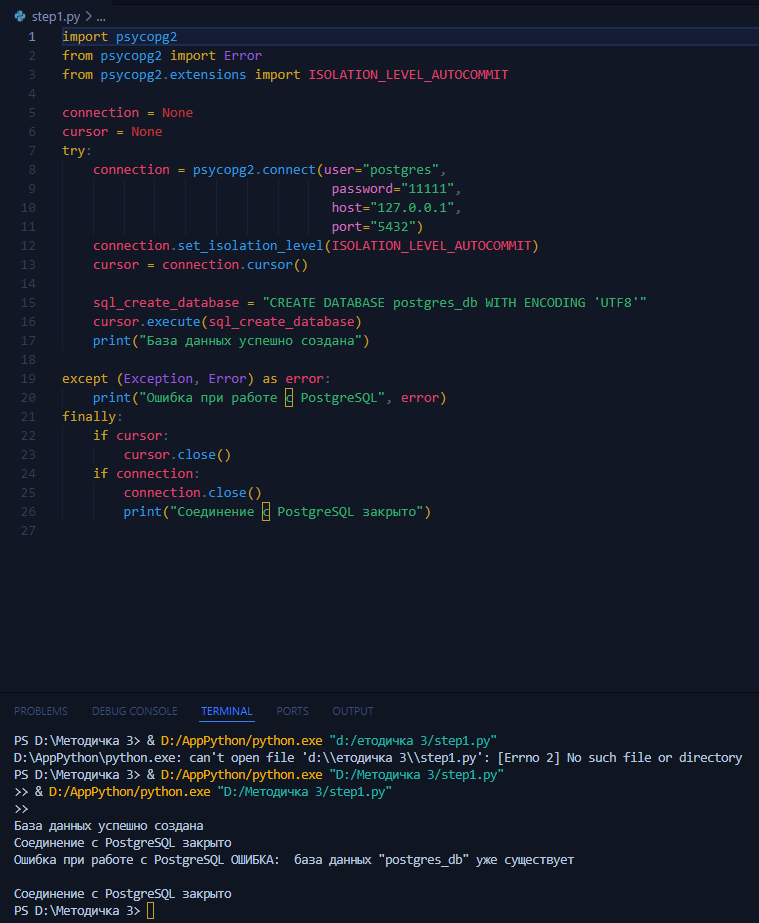 step1.py > ...
1 import psycopg2
2 from psycopg2 import Error
3 from psycopg2.extensions import ISOLATION_LEVEL_AUTOCOMMIT
4
5 connection = None
6 cursor = None
7 try:
8 connection = psycopg2.connect(user="postgres",
9 password="11111",
10 host="127.0.0.1",
11 port="5432")
12 connection.set_isolation_level(ISOLATION_LEVEL_AUTOCOMMIT)
13 cursor = connection.cursor()
14
15 sql_create_database = "CREATE DATABASE postgres_db WITH ENCODING 'UTF8'"
16 cursor.execute(sql_create_database)
17 print("База данных успешно создана")
18
19 except (Exception, Error) as error:
20 print("Ошибка при работе с PostgreSQL", error)
21 finally:
22 if cursor:
23 cursor.close()
24 if connection:
25 connection.close()
26 print("Соединение с PostgreSQL закрыто")
27
PROBLEMS DEBUG CONSOLE TERMINAL PORTS OUTPUT
PS D:\Методичка 3> & D:/AppPython/python.exe "d:/етодичка 3/step1.py"
D:\AppPython\python.exe: can't open file 'd:\\етодичка 3\\step1.py': [Errno 2] No such file or directory
PS D:\Методичка 3> & D:/AppPython/python.exe "D:/Методичка 3/step1.py"
>> & D:/AppPython/python.exe "D:/Методичка 3/step1.py"
>>
База данных успешно создана
Соединение с PostgreSQL закрыто
Ошибка при работе с PostgreSQL ОШИБКА:  база данных "postgres_db" уже существует
Соединение с PostgreSQL закрыто
PS D:\Методичка 3>